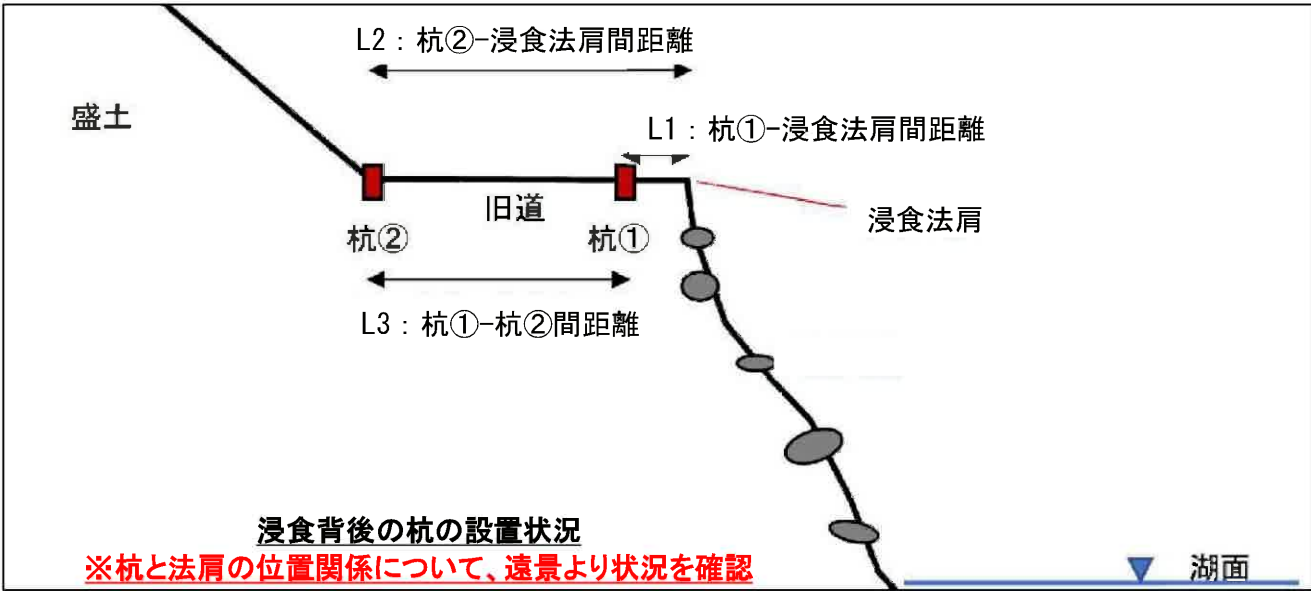 L2：杭②-浸食法肩間距離
盛土
L1：杭①-浸食法肩間距離
旧道
浸食法肩
杭②
杭①
L3：杭①-杭②間距離
浸食背後の杭の設置状況
※杭と法肩の位置関係について、遠景より状況を確認
湖面